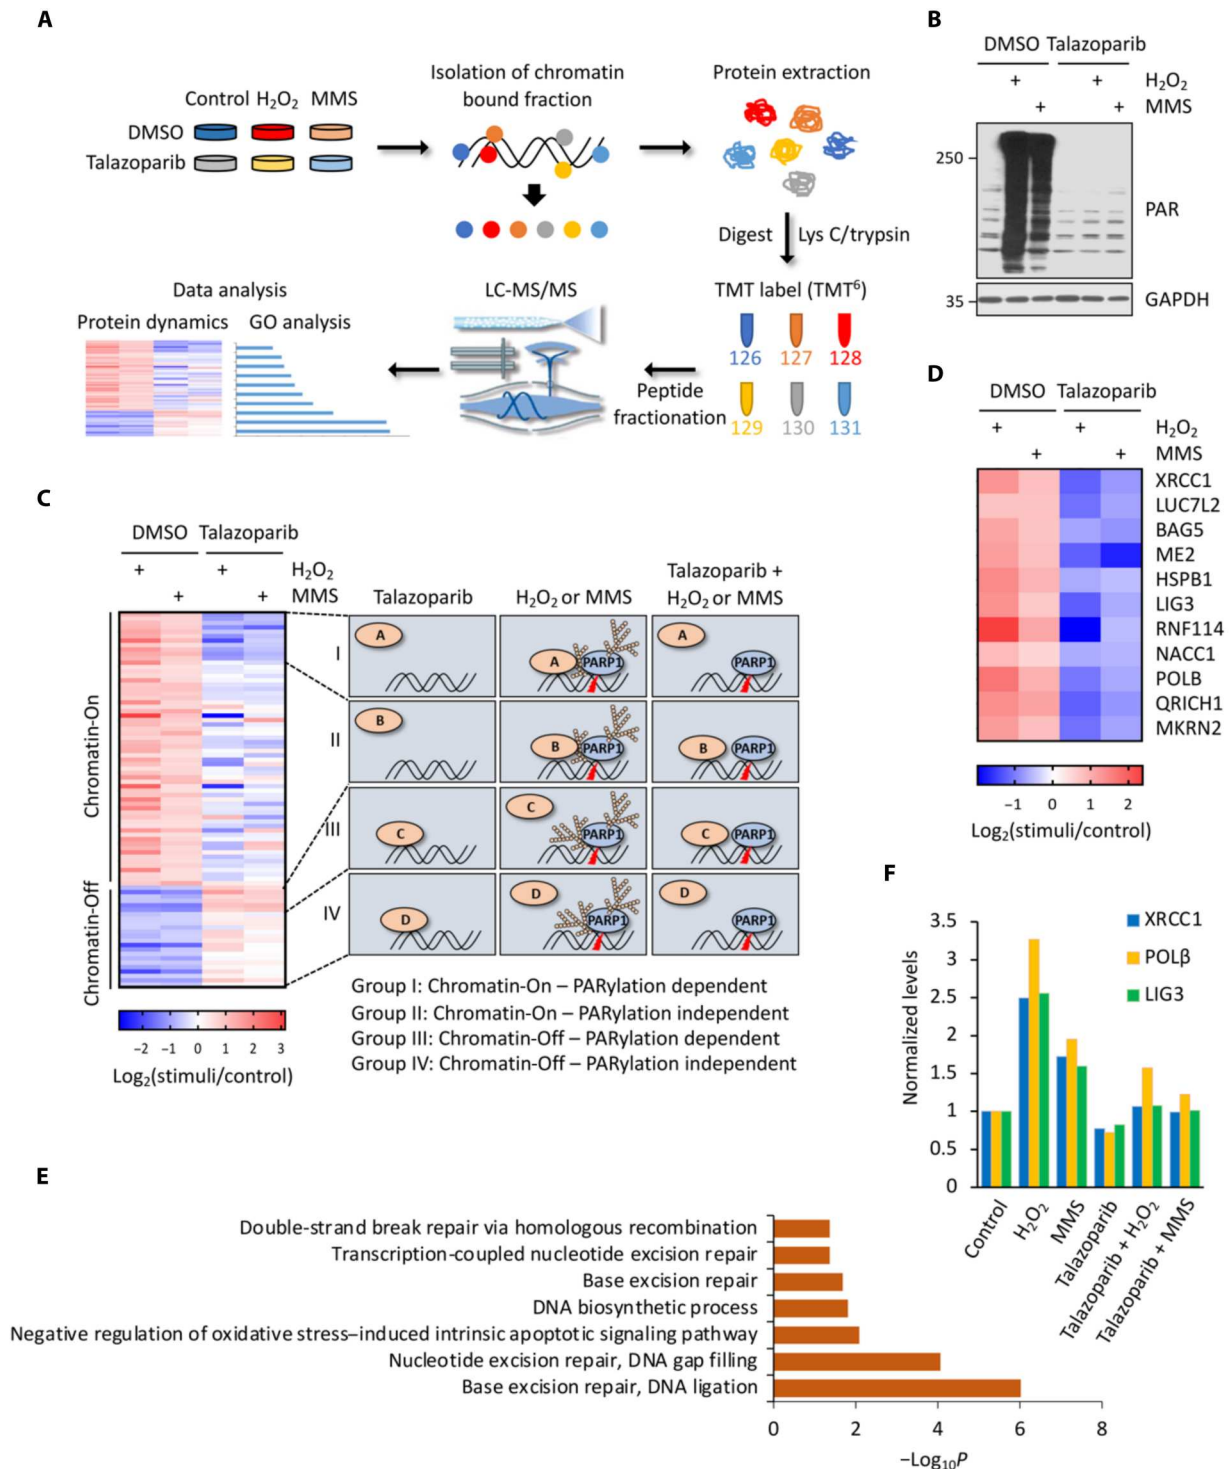 A
Control H₂O₂ MMS
DMSO
Talazoparib
Isolation of chromatin
bound fraction
Protein extraction
Digest Lys C/trypsin
TMT label (TMT⁶)
126 127 128
129 130 131
Peptide
fractionation
LC-MS/MS
Data analysis
Protein dynamics GO analysis
B
DMSO Talazoparib
+ + H₂O₂
+ + MMS
250
PAR
35
GAPDH
C
DMSO Talazoparib
+ + H₂O₂
+ + MMS
Chromatin-On
Chromatin-Off
−2 −1 0 1 2 3
Log₂(stimuli/control)
Talazoparib
H₂O₂ or MMS
Talazoparib +
H₂O₂ or MMS
I
A
A PARP1
A PARP1
II
B
B PARP1
B PARP1
III
C
C PARP1
C PARP1
IV
D
D PARP1
D PARP1
Group I: Chromatin-On – PARylation dependent
Group II: Chromatin-On – PARylation independent
Group III: Chromatin-Off – PARylation dependent
Group IV: Chromatin-Off – PARylation independent
D
DMSO Talazoparib
+ + H₂O₂
+ + MMS
XRCC1
LUC7L2
BAG5
ME2
HSPB1
LIG3
RNF114
NACC1
POLB
QRICH1
MKRN2
−1 0 1 2
Log₂(stimuli/control)
E
Double-strand break repair via homologous recombination
Transcription-coupled nucleotide excision repair
Base excision repair
DNA biosynthetic process
Negative regulation of oxidative stress–induced intrinsic apoptotic signaling pathway
Nucleotide excision repair, DNA gap filling
Base excision repair, DNA ligation
0 2 4 6 8
−Log₁₀P
F
Normalized levels
3.5
3
2.5
2
1.5
1
0.5
0
XRCC1
POLβ
LIG3
Control
H₂O₂
MMS
Talazoparib
Talazoparib + H₂O₂
Talazoparib + MMS